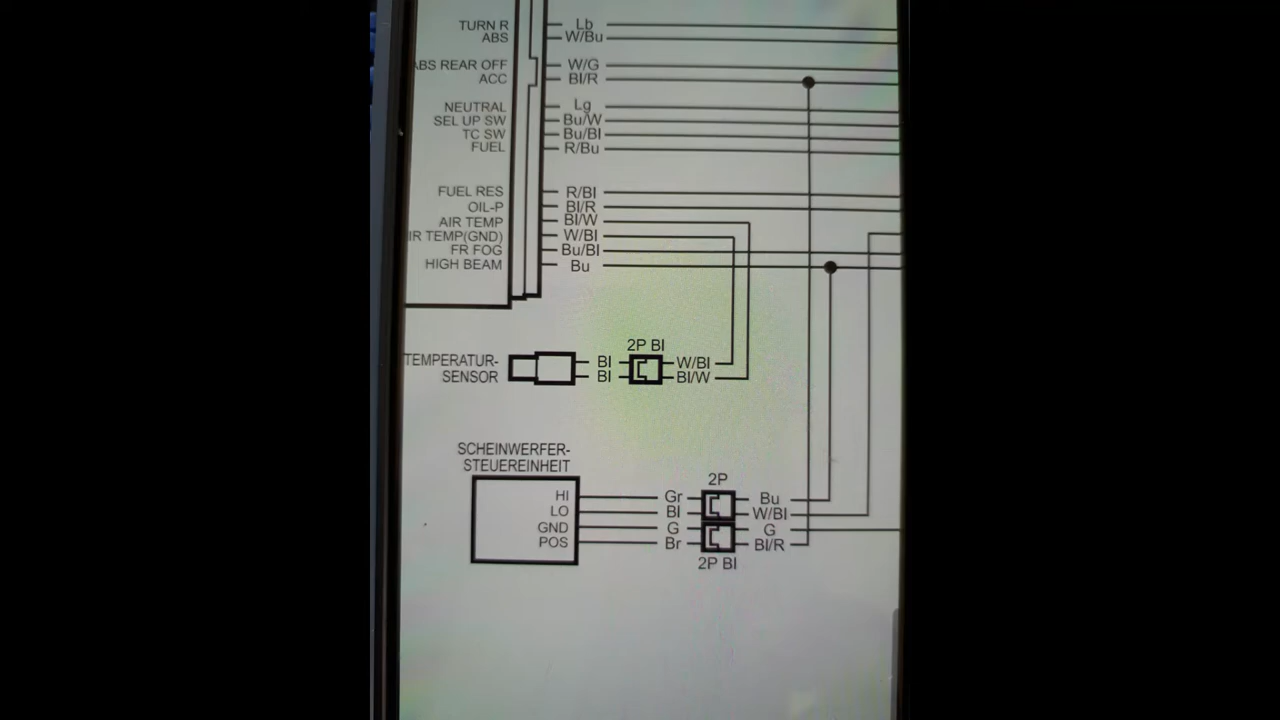 TURN R Lb
ABS W/Bu
ABS REAR OFF W/G
ACC Bl/R
NEUTRAL Lg
SEL UP SW Bu/W
TC SW Bu/Bl
FUEL R/Bu
FUEL RES R/Bl
OIL-P Bl/R
AIR TEMP Bl/W
IR TEMP(GND) W/Bl
FR FOG Bu/Bl
HIGH BEAM Bu
2P Bl
TEMPERATUR- Bl W/Bl
SENSOR Bl Bl/W
SCHEINWERFER-
STEUEREINHEIT
2P
HI Gr Bu
LO Bl W/Bl
GND G G
POS Br Bl/R
2P Bl